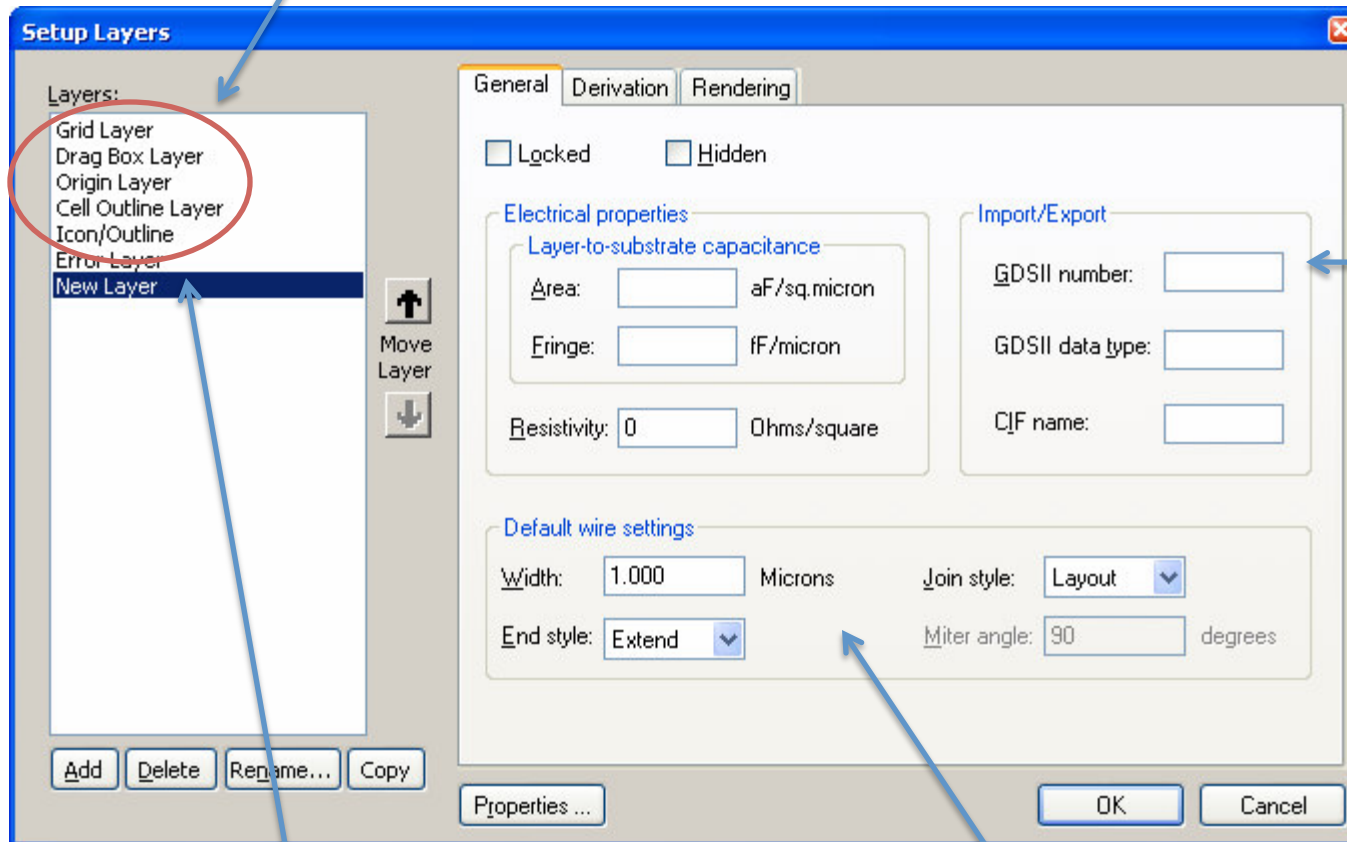 Setup Layers
Layers:
Grid Layer
Drag Box Layer
Origin Layer
Cell Outline Layer
Icon/Outline
Error Layer
New Layer
Move
Layer
Add
Delete
Rename...
Copy
General
Derivation
Rendering
Locked
Hidden
Electrical properties
Layer-to-substrate capacitance
Area:
aF/sq.micron
Fringe:
fF/micron
Resistivity: 0 Ohms/square
Import/Export
GDSII number:
GDSII data type:
CIF name:
Default wire settings
Width: 1.000 Microns
Join style: Layout
End style: Extend
Miter angle: 90 degrees
Properties ...
OK
Cancel